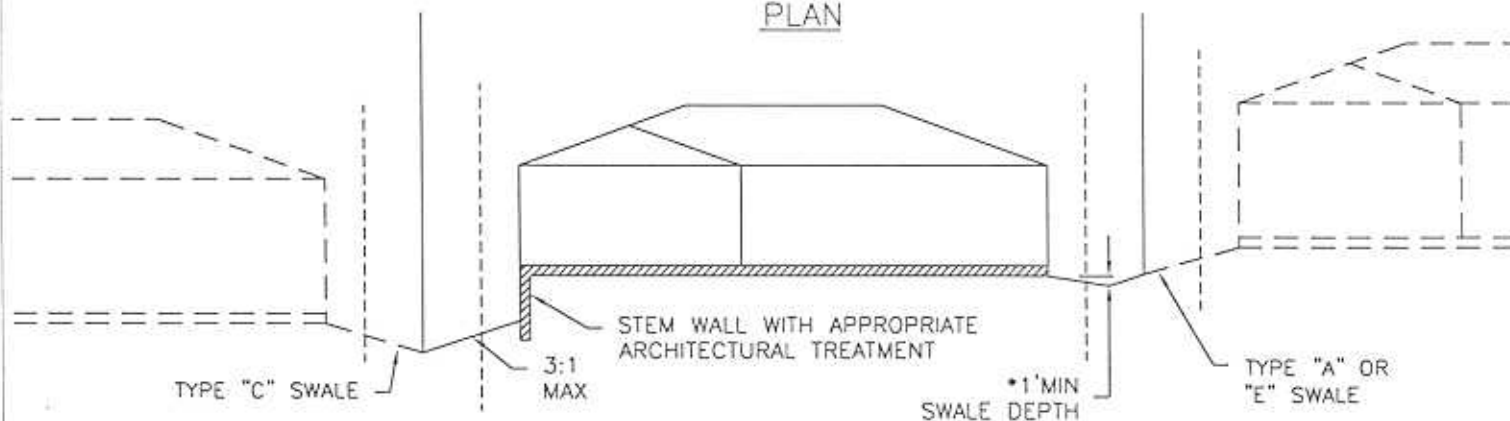 PLAN
STEM WALL WITH APPROPRIATE
ARCHITECTURAL TREATMENT
TYPE "C" SWALE
3:1
MAX
*1'MIN
SWALE DEPTH
TYPE "A" OR
"E" SWALE